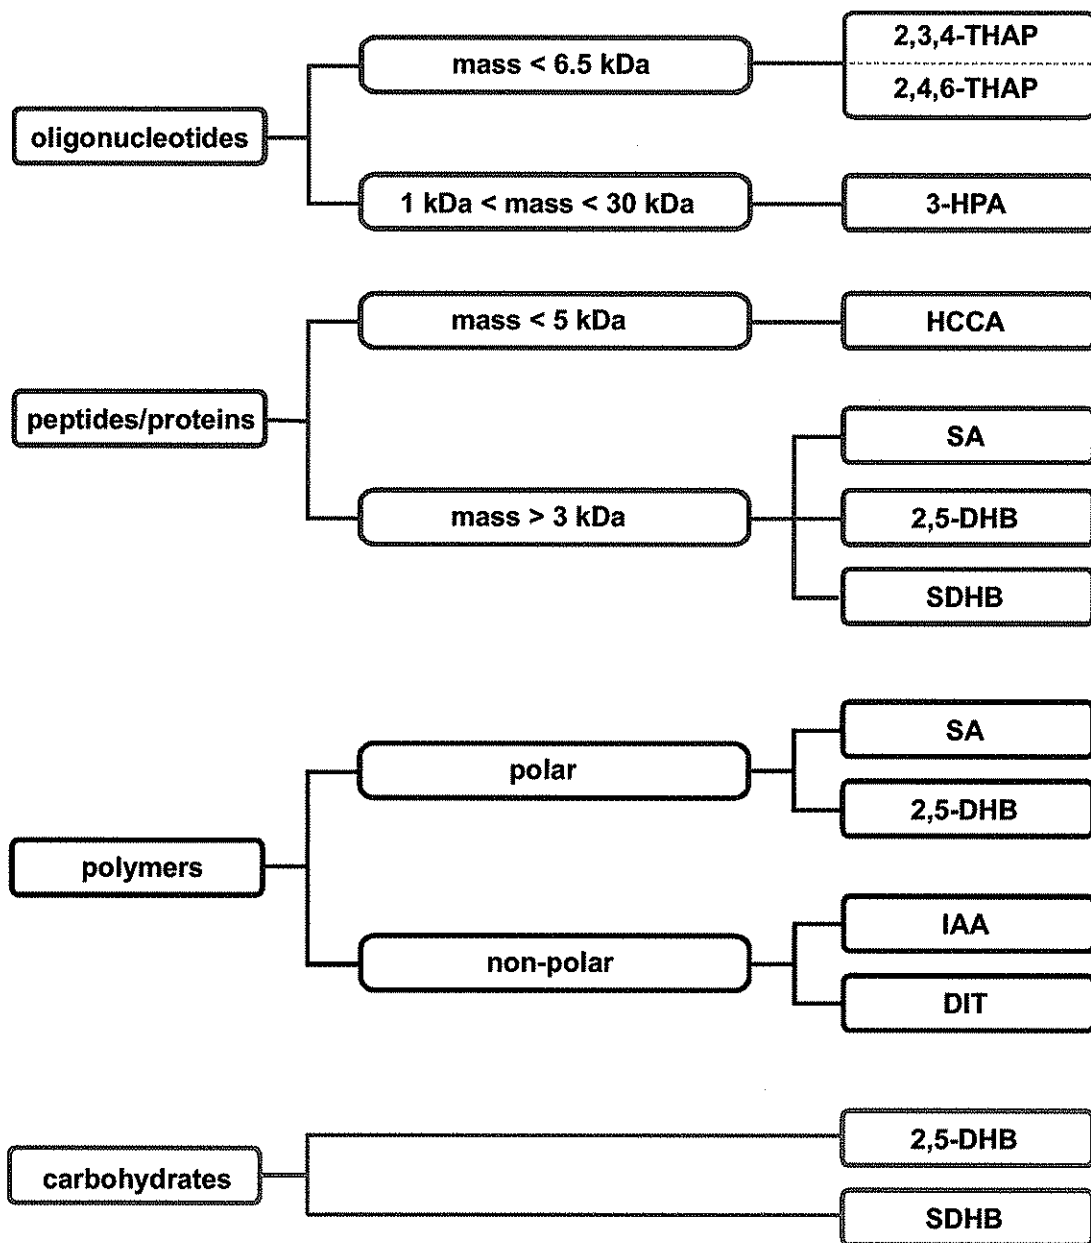 oligonucleotides
mass < 6.5 kDa
2,3,4-THAP
2,4,6-THAP
1 kDa < mass < 30 kDa
3-HPA
peptides/proteins
mass < 5 kDa
HCCA
mass > 3 kDa
SA
2,5-DHB
SDHB
polymers
polar
SA
2,5-DHB
non-polar
IAA
DIT
carbohydrates
2,5-DHB
SDHB